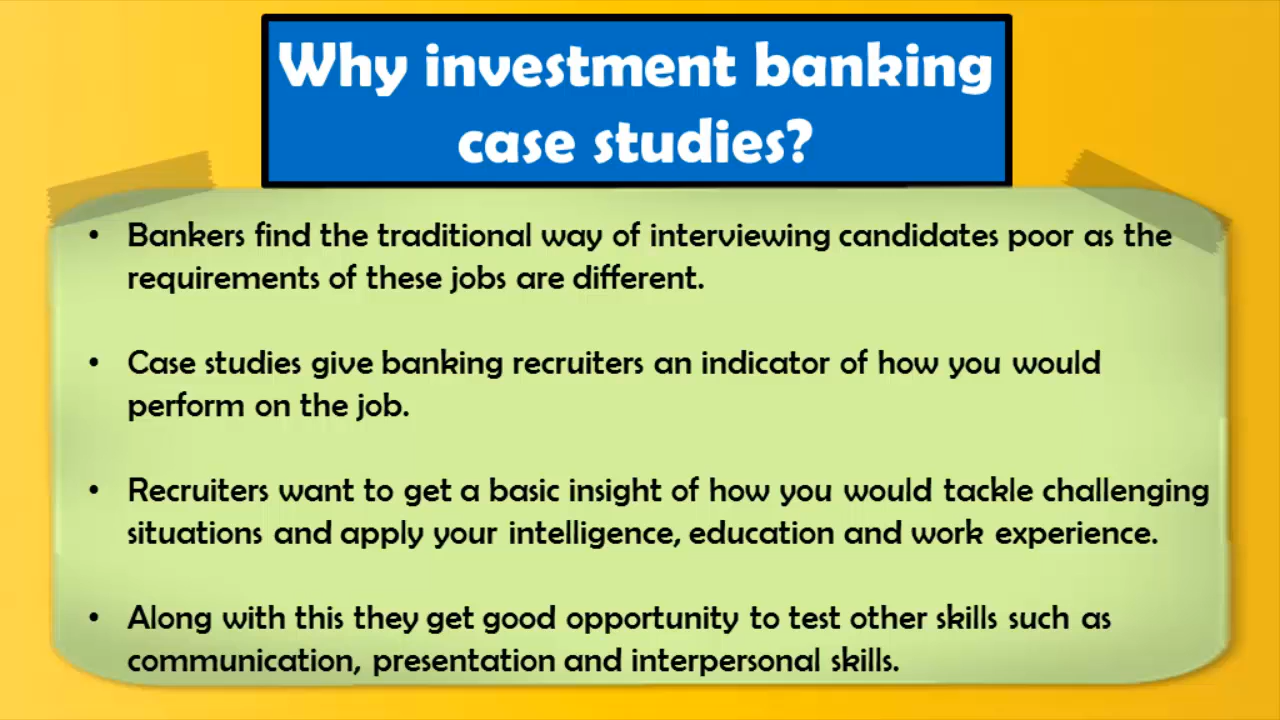 Why investment banking
case studies?
• Bankers find the traditional way of interviewing candidates poor as the
requirements of these jobs are different.
• Case studies give banking recruiters an indicator of how you would
perform on the job.
• Recruiters want to get a basic insight of how you would tackle challenging
situations and apply your intelligence, education and work experience.
• Along with this they get good opportunity to test other skills such as
communication, presentation and interpersonal skills.